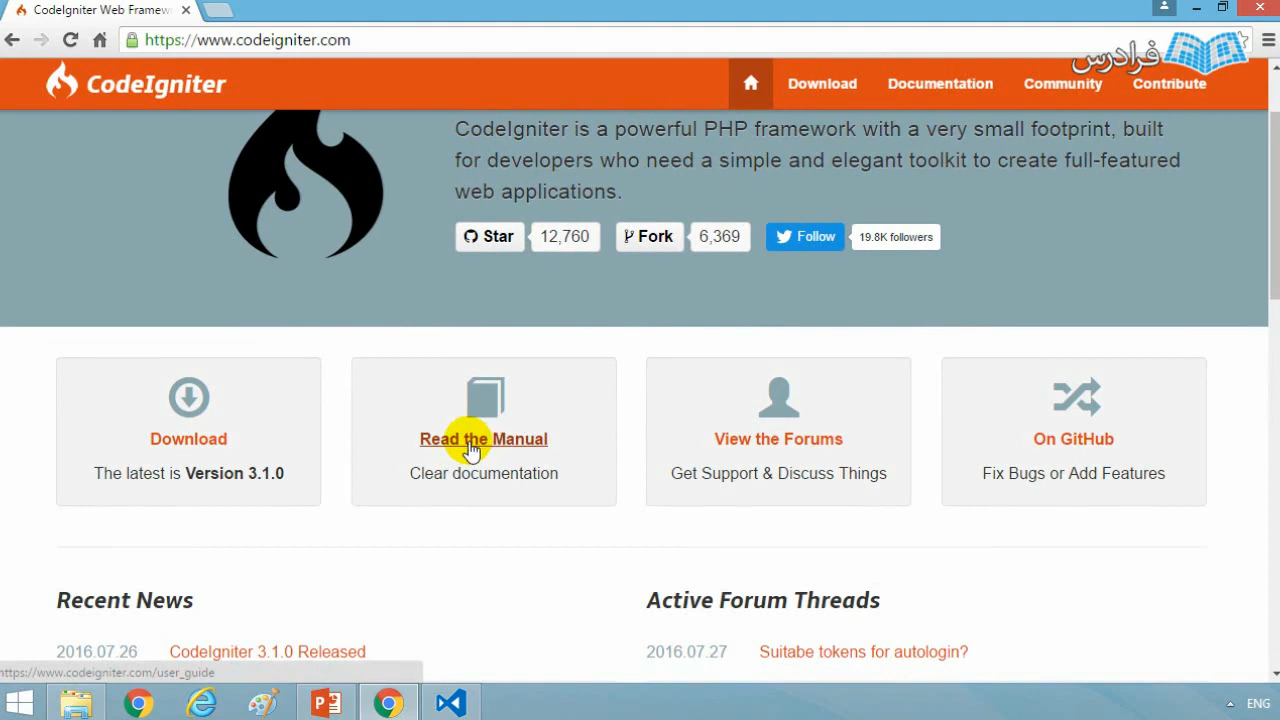 CodeIgniter Web Framew
https://www.codeigniter.com
فرادرس
CodeIgniter
Download
Documentation
Community
Contribute
CodeIgniter is a powerful PHP framework with a very small footprint, built
for developers who need a simple and elegant toolkit to create full-featured
web applications.
Star 12,760 Fork 6,369 Follow 19.8K followers
Download
The latest is Version 3.1.0
Read the Manual
Clear documentation
View the Forums
Get Support & Discuss Things
On GitHub
Fix Bugs or Add Features
Recent News
2016.07.26 CodeIgniter 3.1.0 Released
Active Forum Threads
2016.07.27 Suitabe tokens for autologin?
https://www.codeigniter.com/user_guide
ENG